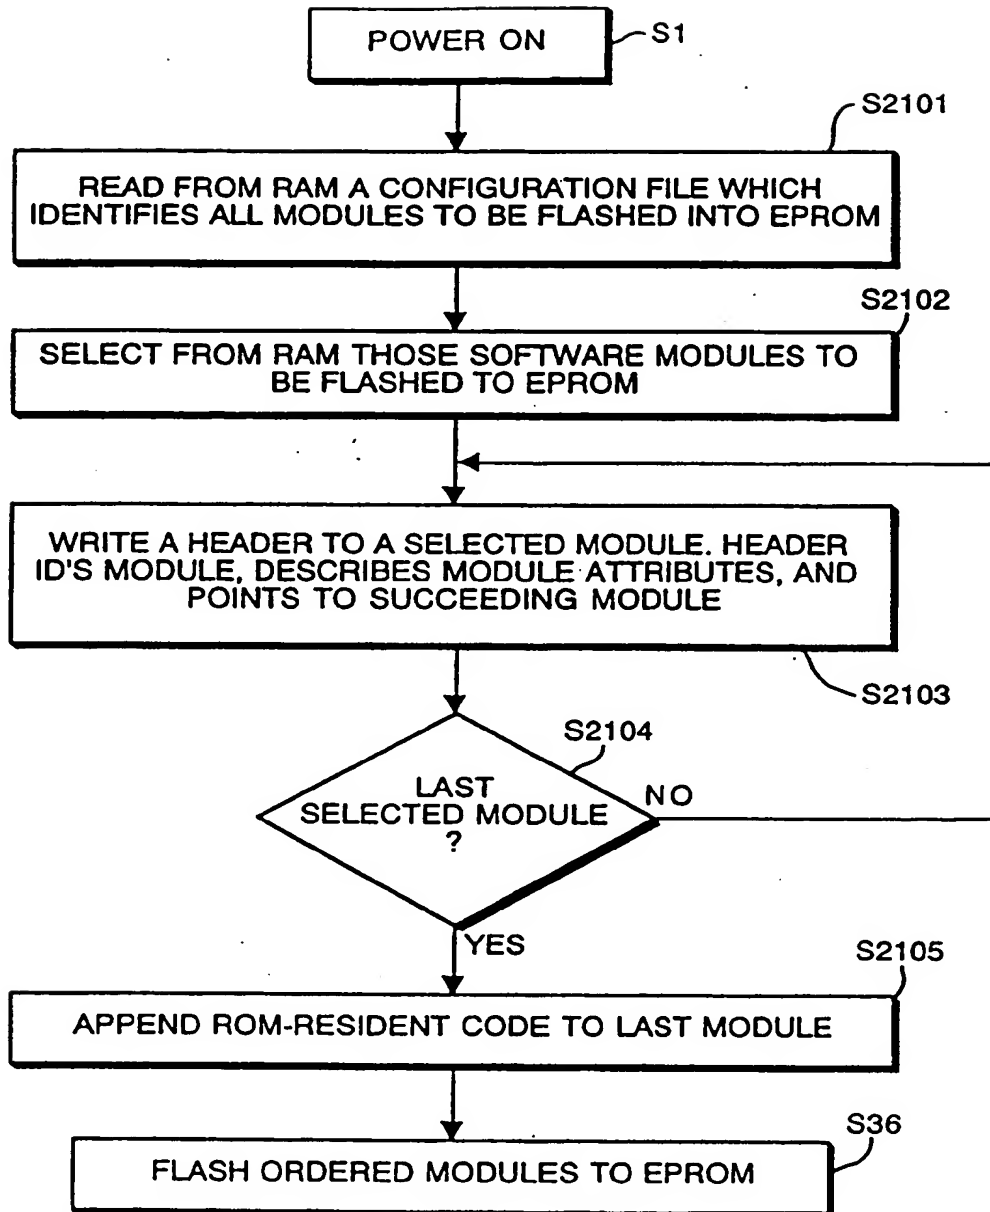 POWER ON
S1
S2101
READ FROM RAM A CONFIGURATION FILE WHICH
IDENTIFIES ALL MODULES TO BE FLASHED INTO EPROM
S2102
SELECT FROM RAM THOSE SOFTWARE MODULES TO
BE FLASHED TO EPROM
WRITE A HEADER TO A SELECTED MODULE. HEADER
ID'S MODULE, DESCRIBES MODULE ATTRIBUTES, AND
POINTS TO SUCCEEDING MODULE
S2103
S2104
LAST
SELECTED MODULE
?
NO
YES
S2105
APPEND ROM-RESIDENT CODE TO LAST MODULE
S36
FLASH ORDERED MODULES TO EPROM